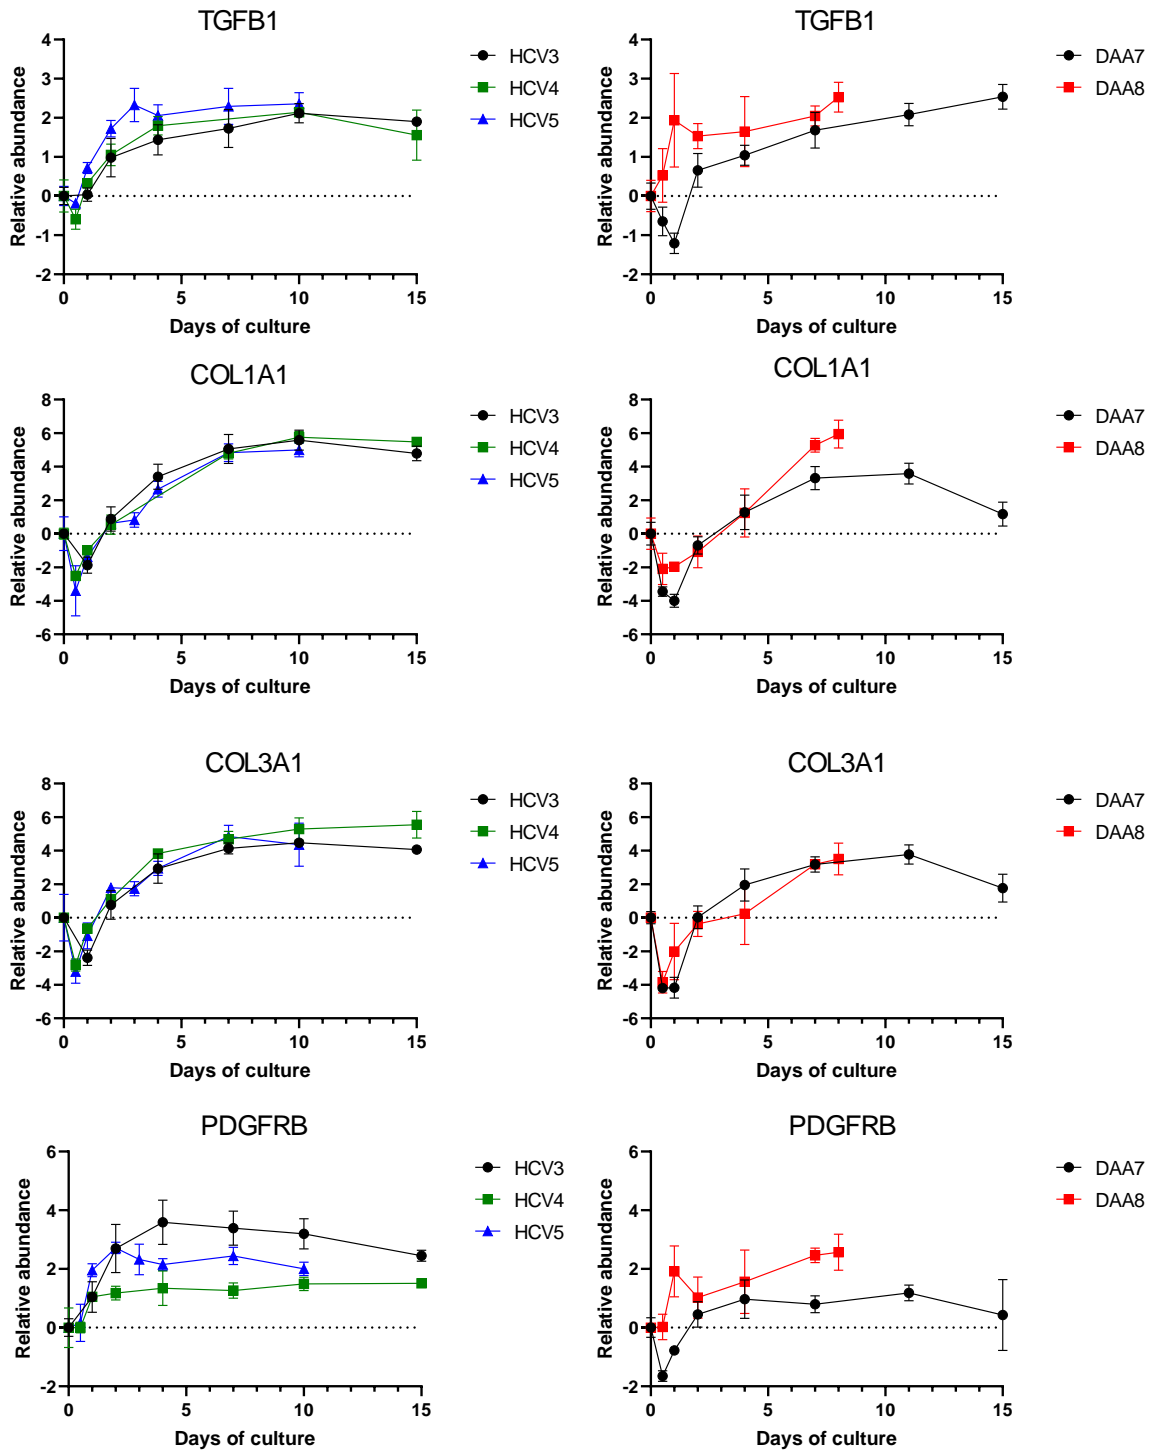 TGFB1
4
3
2
1
0
-1
-2
0 5 10 15
Relative abundance
Days of culture
HCV3
HCV4
HCV5
TGFB1
4
3
2
1
0
-1
-2
0 5 10 15
Relative abundance
Days of culture
DAA7
DAA8
COL1A1
8
6
4
2
0
-2
-4
-6
0 5 10 15
Relative abundance
Days of culture
HCV3
HCV4
HCV5
COL1A1
8
6
4
2
0
-2
-4
-6
0 5 10 15
Relative abundance
Days of culture
DAA7
DAA8
COL3A1
8
6
4
2
0
-2
-4
-6
0 5 10 15
Relative abundance
Days of culture
HCV3
HCV4
HCV5
COL3A1
8
6
4
2
0
-2
-4
-6
0 5 10 15
Relative abundance
Days of culture
DAA7
DAA8
PDGFRB
6
4
2
0
-2
0 5 10 15
Relative abundance
Days of culture
HCV3
HCV4
HCV5
PDGFRB
6
4
2
0
-2
0 5 10 15
Relative abundance
Days of culture
DAA7
DAA8